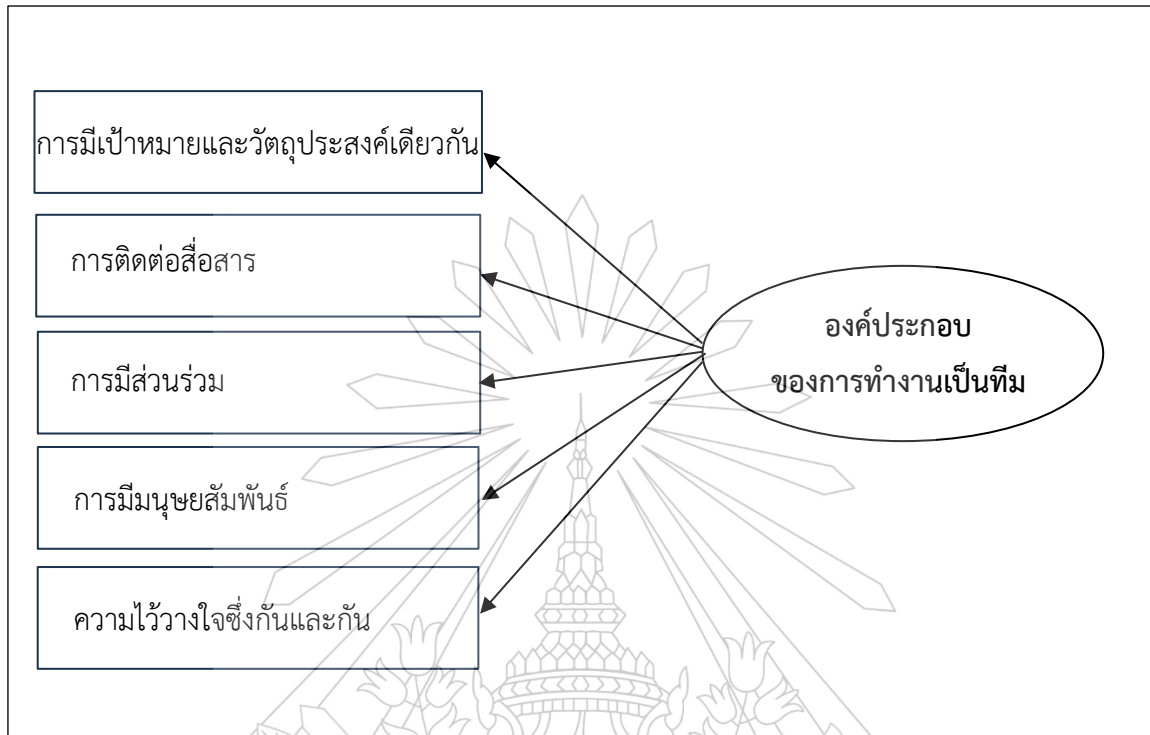 การมีเป้าหมายและวัตถุประสงค์เดียวกัน
การติดต่อสื่อสาร
การมีส่วนร่วม
การมีมนุษยสัมพันธ์
ความไว้วางใจซึ่งกันและกัน
องค์ประกอบ
ของการทำงานเป็นทีม